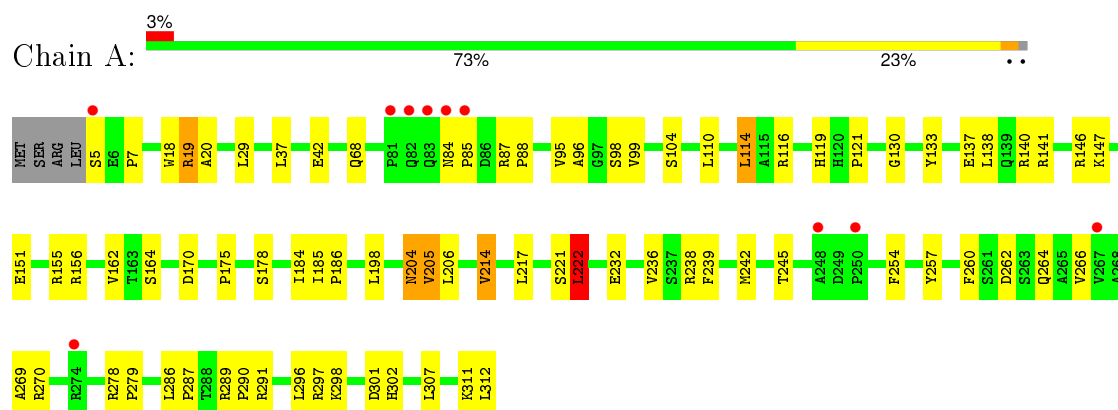 3%
Chain A:
73% 23% • •
MET SER ARG LEU S5 E6 P7 W18 R19 A20 L29 L37 E42 Q68 P81 Q82 Q83 N84 P85 D86 R87 P88 V95 A96 G97 S98 V99 S104 L110 L114 A115 R116 H119 H120 P121 G130 Y133 E137 L138 Q139 R140 R141 R146 K147
E151 R155 R156 V162 T163 S164 D170 P175 S178 I184 I185 P186 L198 N204 V205 L206 V214 L217 S221 L222 E232 V236 S237 R238 F239 M242 T245 A248 D249 P250 F254 Y257 F260 S261 D262 S263 Q264 A265 V266 V267 A268
A269 R270 R274 R278 P279 L286 P287 T288 R289 P290 R291 L296 R297 K298 D301 H302 L307 K311 L312